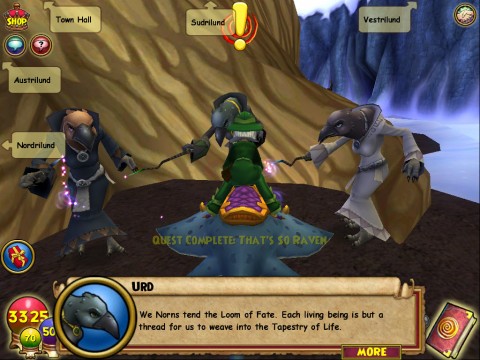 SHOP
Town Hall
Sudrilund
Vestrilund
Austrilund
Nordrilund
QUEST COMPLETE: THAT'S SO RAVEN
URD
We Norns tend the Loom of Fate. Each living being is but a
thread for us to weave into the Tapestry of Life.
MORE
3325
70